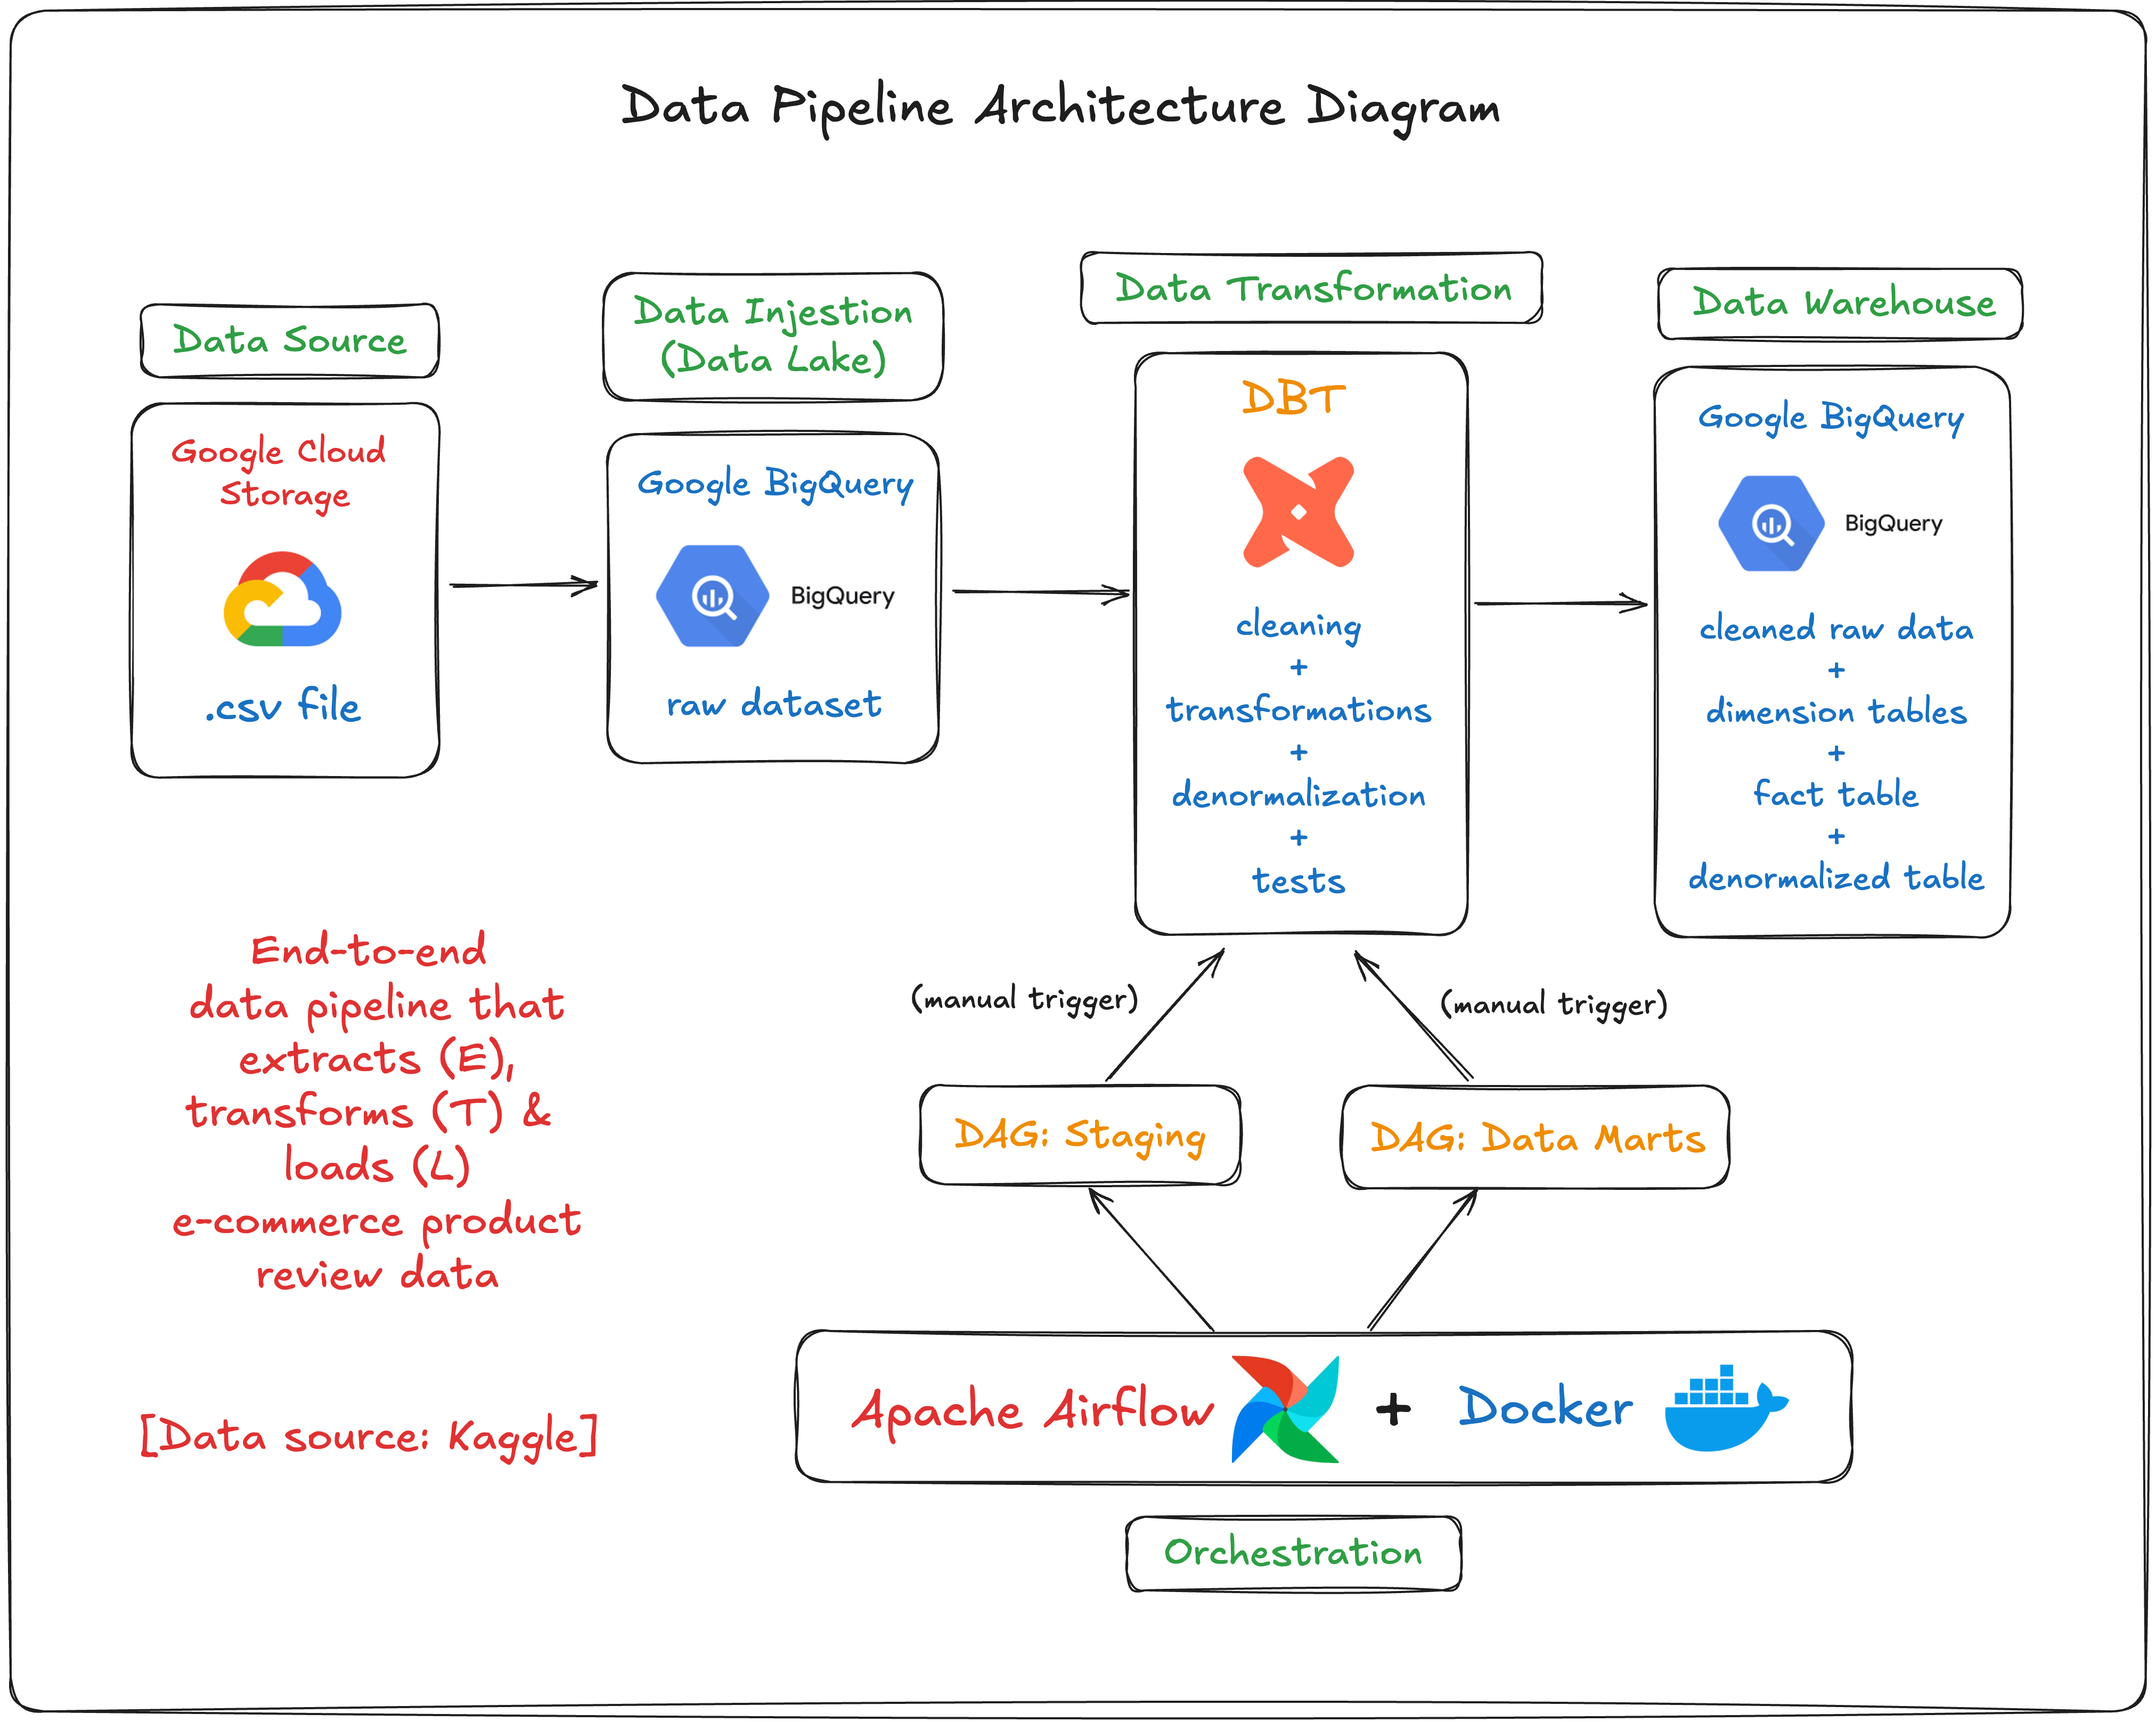 Data Pipeline Architecture Diagram
Data Source
Google Cloud
Storage
.csv file
Data Injestion
(Data Lake)
Google BigQuery
BigQuery
raw dataset
Data Transformation
DBT
cleaning
+
transformations
+
denormalization
+
tests
Data Warehouse
Google BigQuery
BigQuery
cleaned raw data
+
dimension tables
+
fact table
+
denormalized table
(manual trigger)
(manual trigger)
DAG: Staging
DAG: Data Marts
Apache Airflow + Docker
Orchestration
End-to-end
data pipeline that
extracts (E),
transforms (T) &
loads (L)
e-commerce product
review data
[Data source: Kaggle]